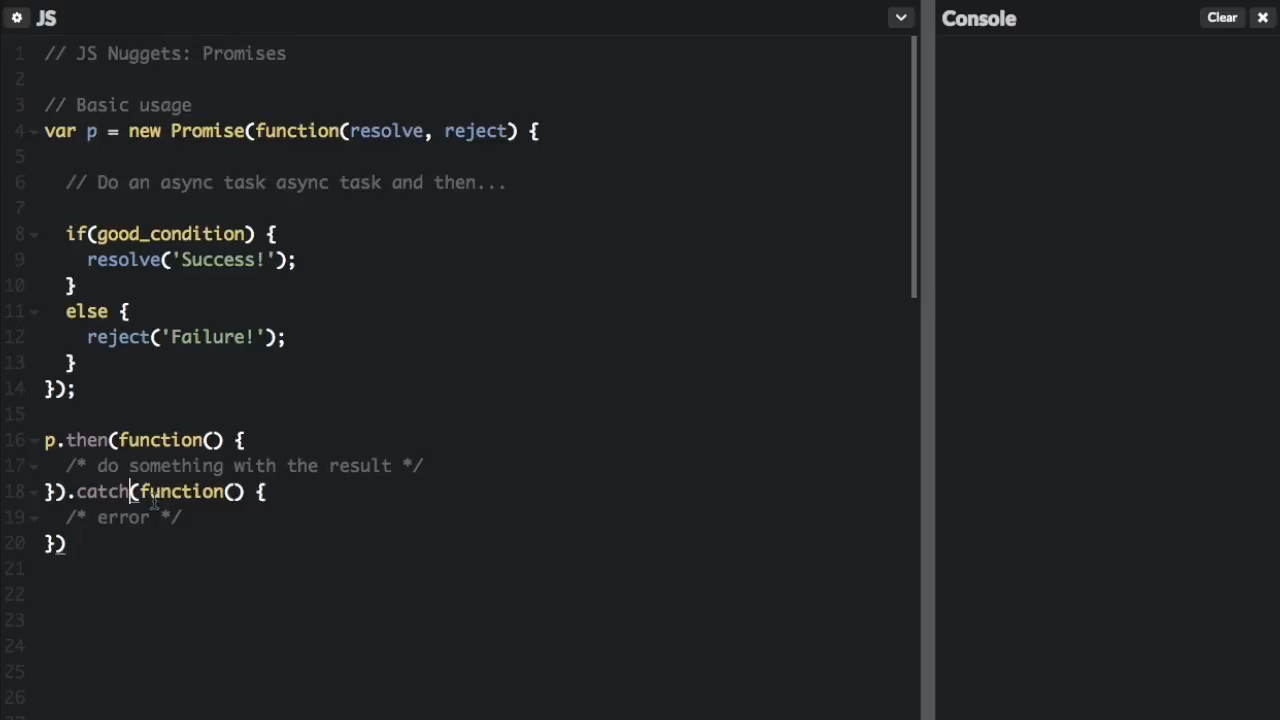 JS
Console
Clear
1 // JS Nuggets: Promises
2
3 // Basic usage
4 var p = new Promise(function(resolve, reject) {
5
6 // Do an async task async task and then...
7
8 if(good_condition) {
9 resolve('Success!');
10 }
11 else {
12 reject('Failure!');
13 }
14 });
15
16 p.then(function() {
17 /* do something with the result */
18 }).catch(function() {
19 /* error */
20 })
21
22
23
24
25
26